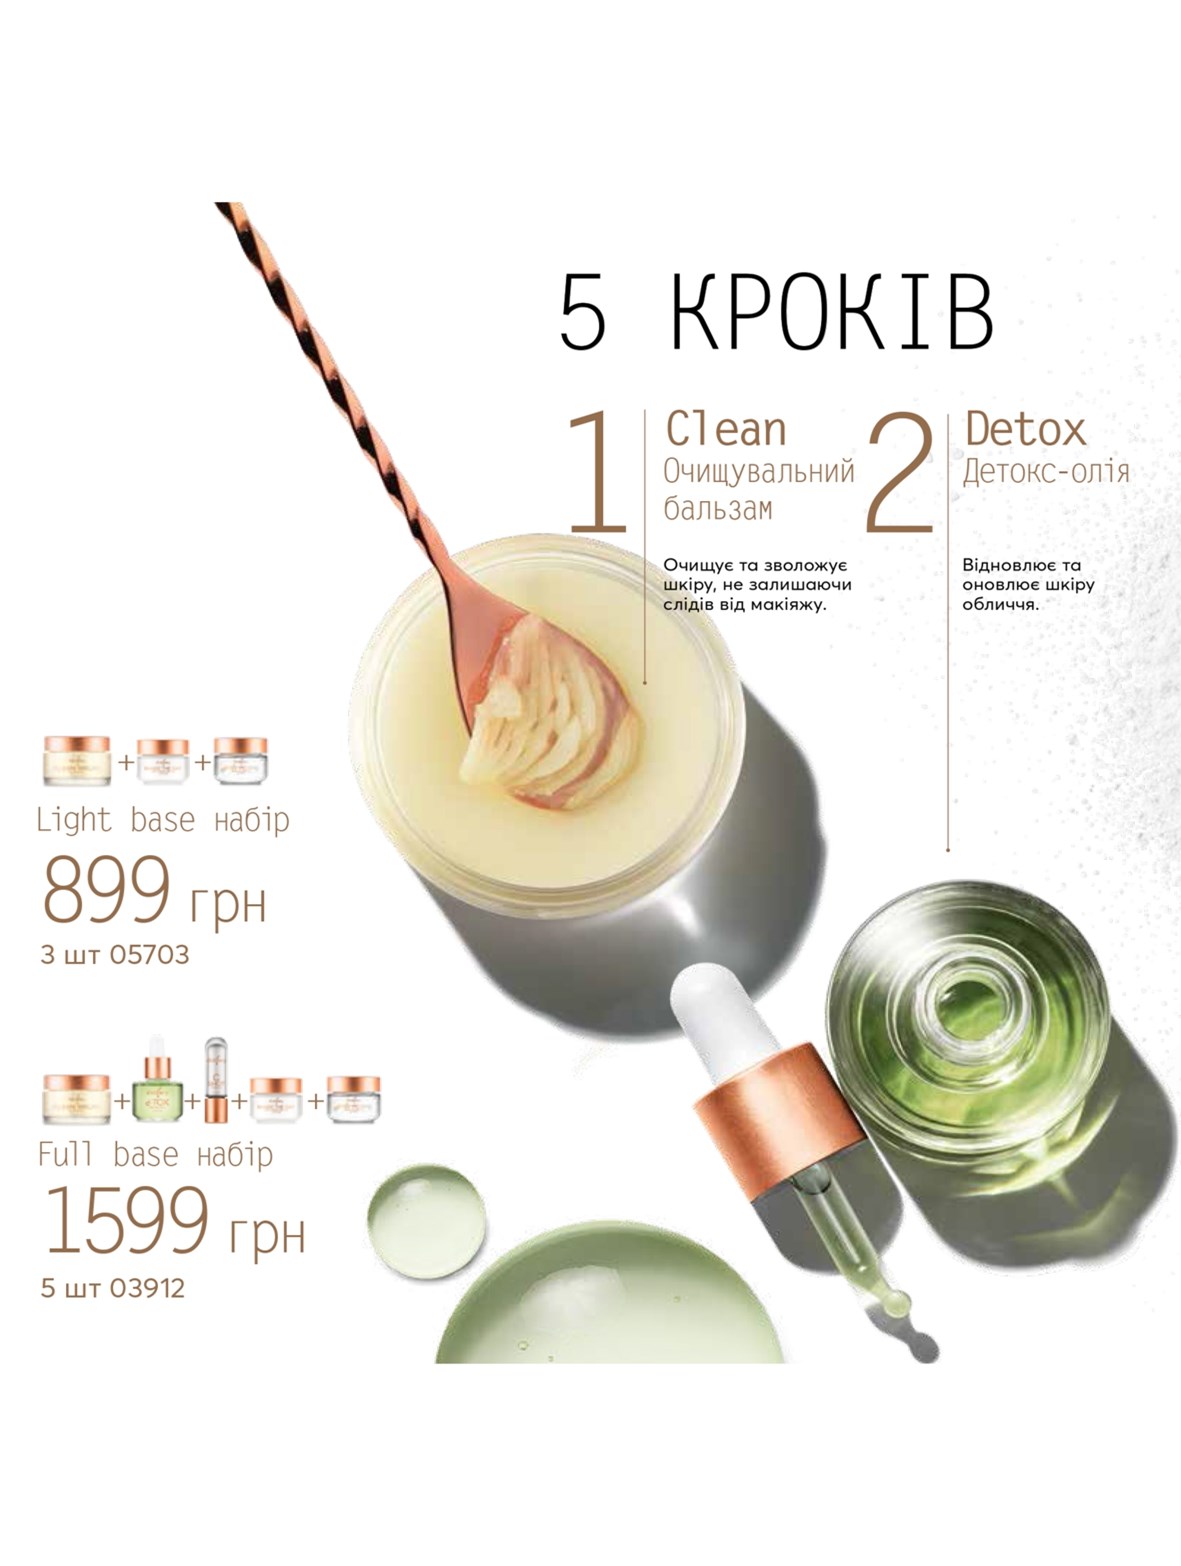 5 КРОКІВ
1
Clean
Очищувальний
бальзам
Очищує та зволожує
шкіру, не залишаючи
слідів від макіяжу.
2
Detox
Детокс-олія
Відновлює та
оновлює шкіру
обличчя.
+ +
Light base набір
899 грн
3 шт 05703
+ + + +
Full base набір
1599 грн
5 шт 03912